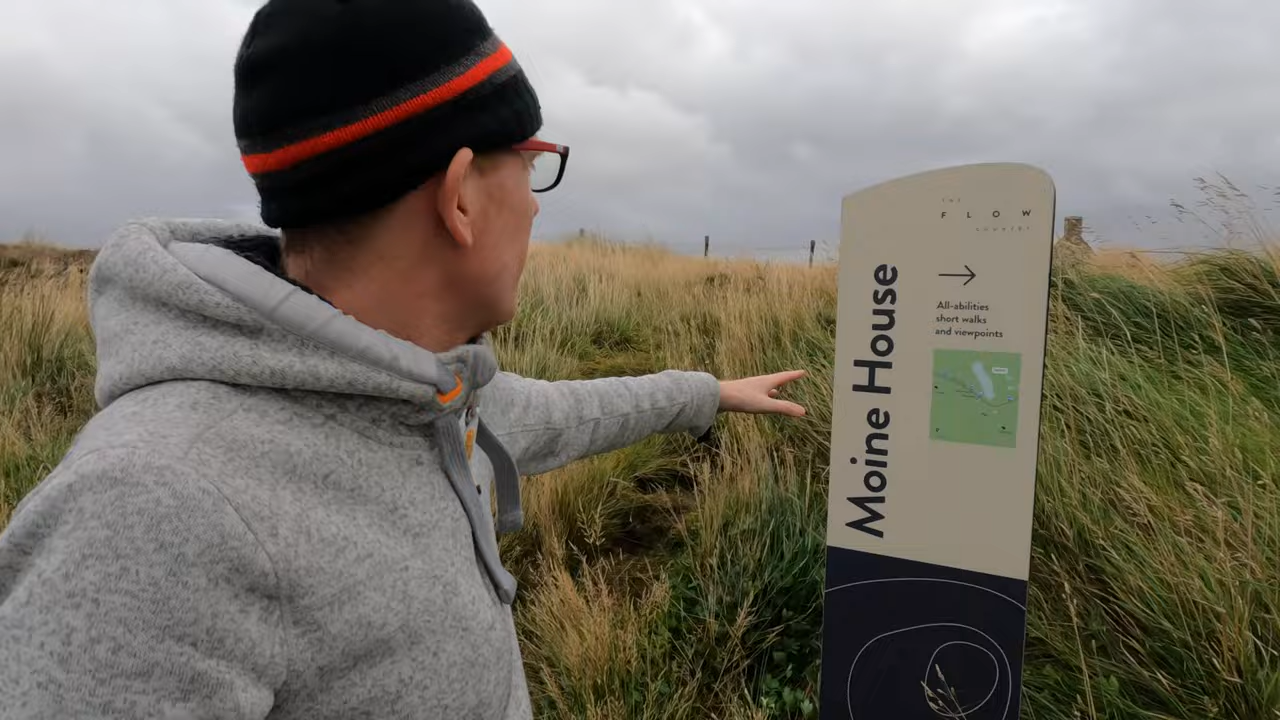 THE
FLOW
COUNTRY
Moine House
All-abilities
short walks
and viewpoints